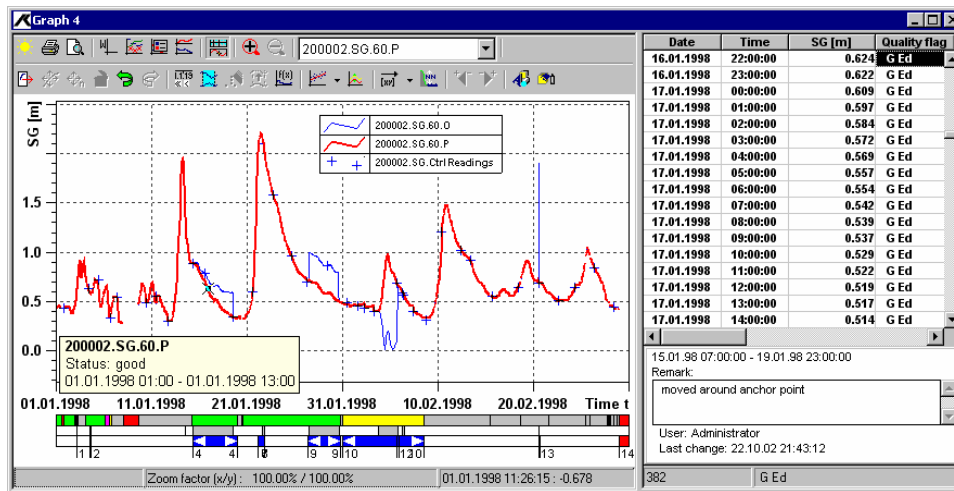 Graph 4
200002.SG.60.P
SG [m]
200002.SG.60.O
200002.SG.60.P
200002.SG.Ctrl Readings
1.5
1.0
0.5
0.0
200002.SG.60.P
Status: good
01.01.1998 01:00 - 01.01.1998 13:00
01.01.1998 11.01.1998 21.01.1998 31.01.1998 10.02.1998 20.02.1998 Time t
1 2 4 4 9 9 10 13 14
Zoom factor (x/y) : 100.00% / 100.00% 01.01.1998 11:26:15 : -0.678
Date Time SG [m] Quality flag
16.01.1998 22:00:00 0.624 G Ed
16.01.1998 23:00:00 0.622 G Ed
17.01.1998 00:00:00 0.609 G Ed
17.01.1998 01:00:00 0.597 G Ed
17.01.1998 02:00:00 0.584 G Ed
17.01.1998 03:00:00 0.572 G Ed
17.01.1998 04:00:00 0.569 G Ed
17.01.1998 05:00:00 0.557 G Ed
17.01.1998 06:00:00 0.554 G Ed
17.01.1998 07:00:00 0.542 G Ed
17.01.1998 08:00:00 0.539 G Ed
17.01.1998 09:00:00 0.537 G Ed
17.01.1998 10:00:00 0.529 G Ed
17.01.1998 11:00:00 0.522 G Ed
17.01.1998 12:00:00 0.519 G Ed
17.01.1998 13:00:00 0.517 G Ed
17.01.1998 14:00:00 0.514 G Ed
15.01.98 07:00:00 - 19.01.98 23:00:00
Remark:
moved around anchor point
User: Administrator
Last change: 22.10.02 21:43:12
382 G Ed